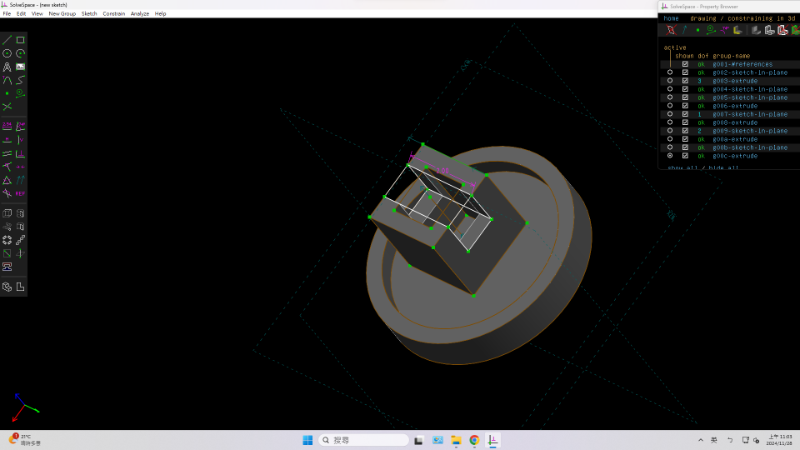 SolveSpace - [new sketch]
File Edit View New Group Sketch Constrain Analyze Help
SolveSpace - Property Browser
home drawing / constraining in 3d
active
shown dof group-name
ok g001-#references
ok g002-sketch-in-plane
3 g003-extrude
ok g004-sketch-in-plane
ok g005-sketch-in-plane
ok g006-extrude
1 g007-sketch-in-plane
ok g008-extrude
2 g009-sketch-in-plane
ok g00a-extrude
ok g00b-sketch-in-plane
ok g00c-extrude
show all / hide all
REF
27°C
搜尋
英
上午 11:03
2024/11/26